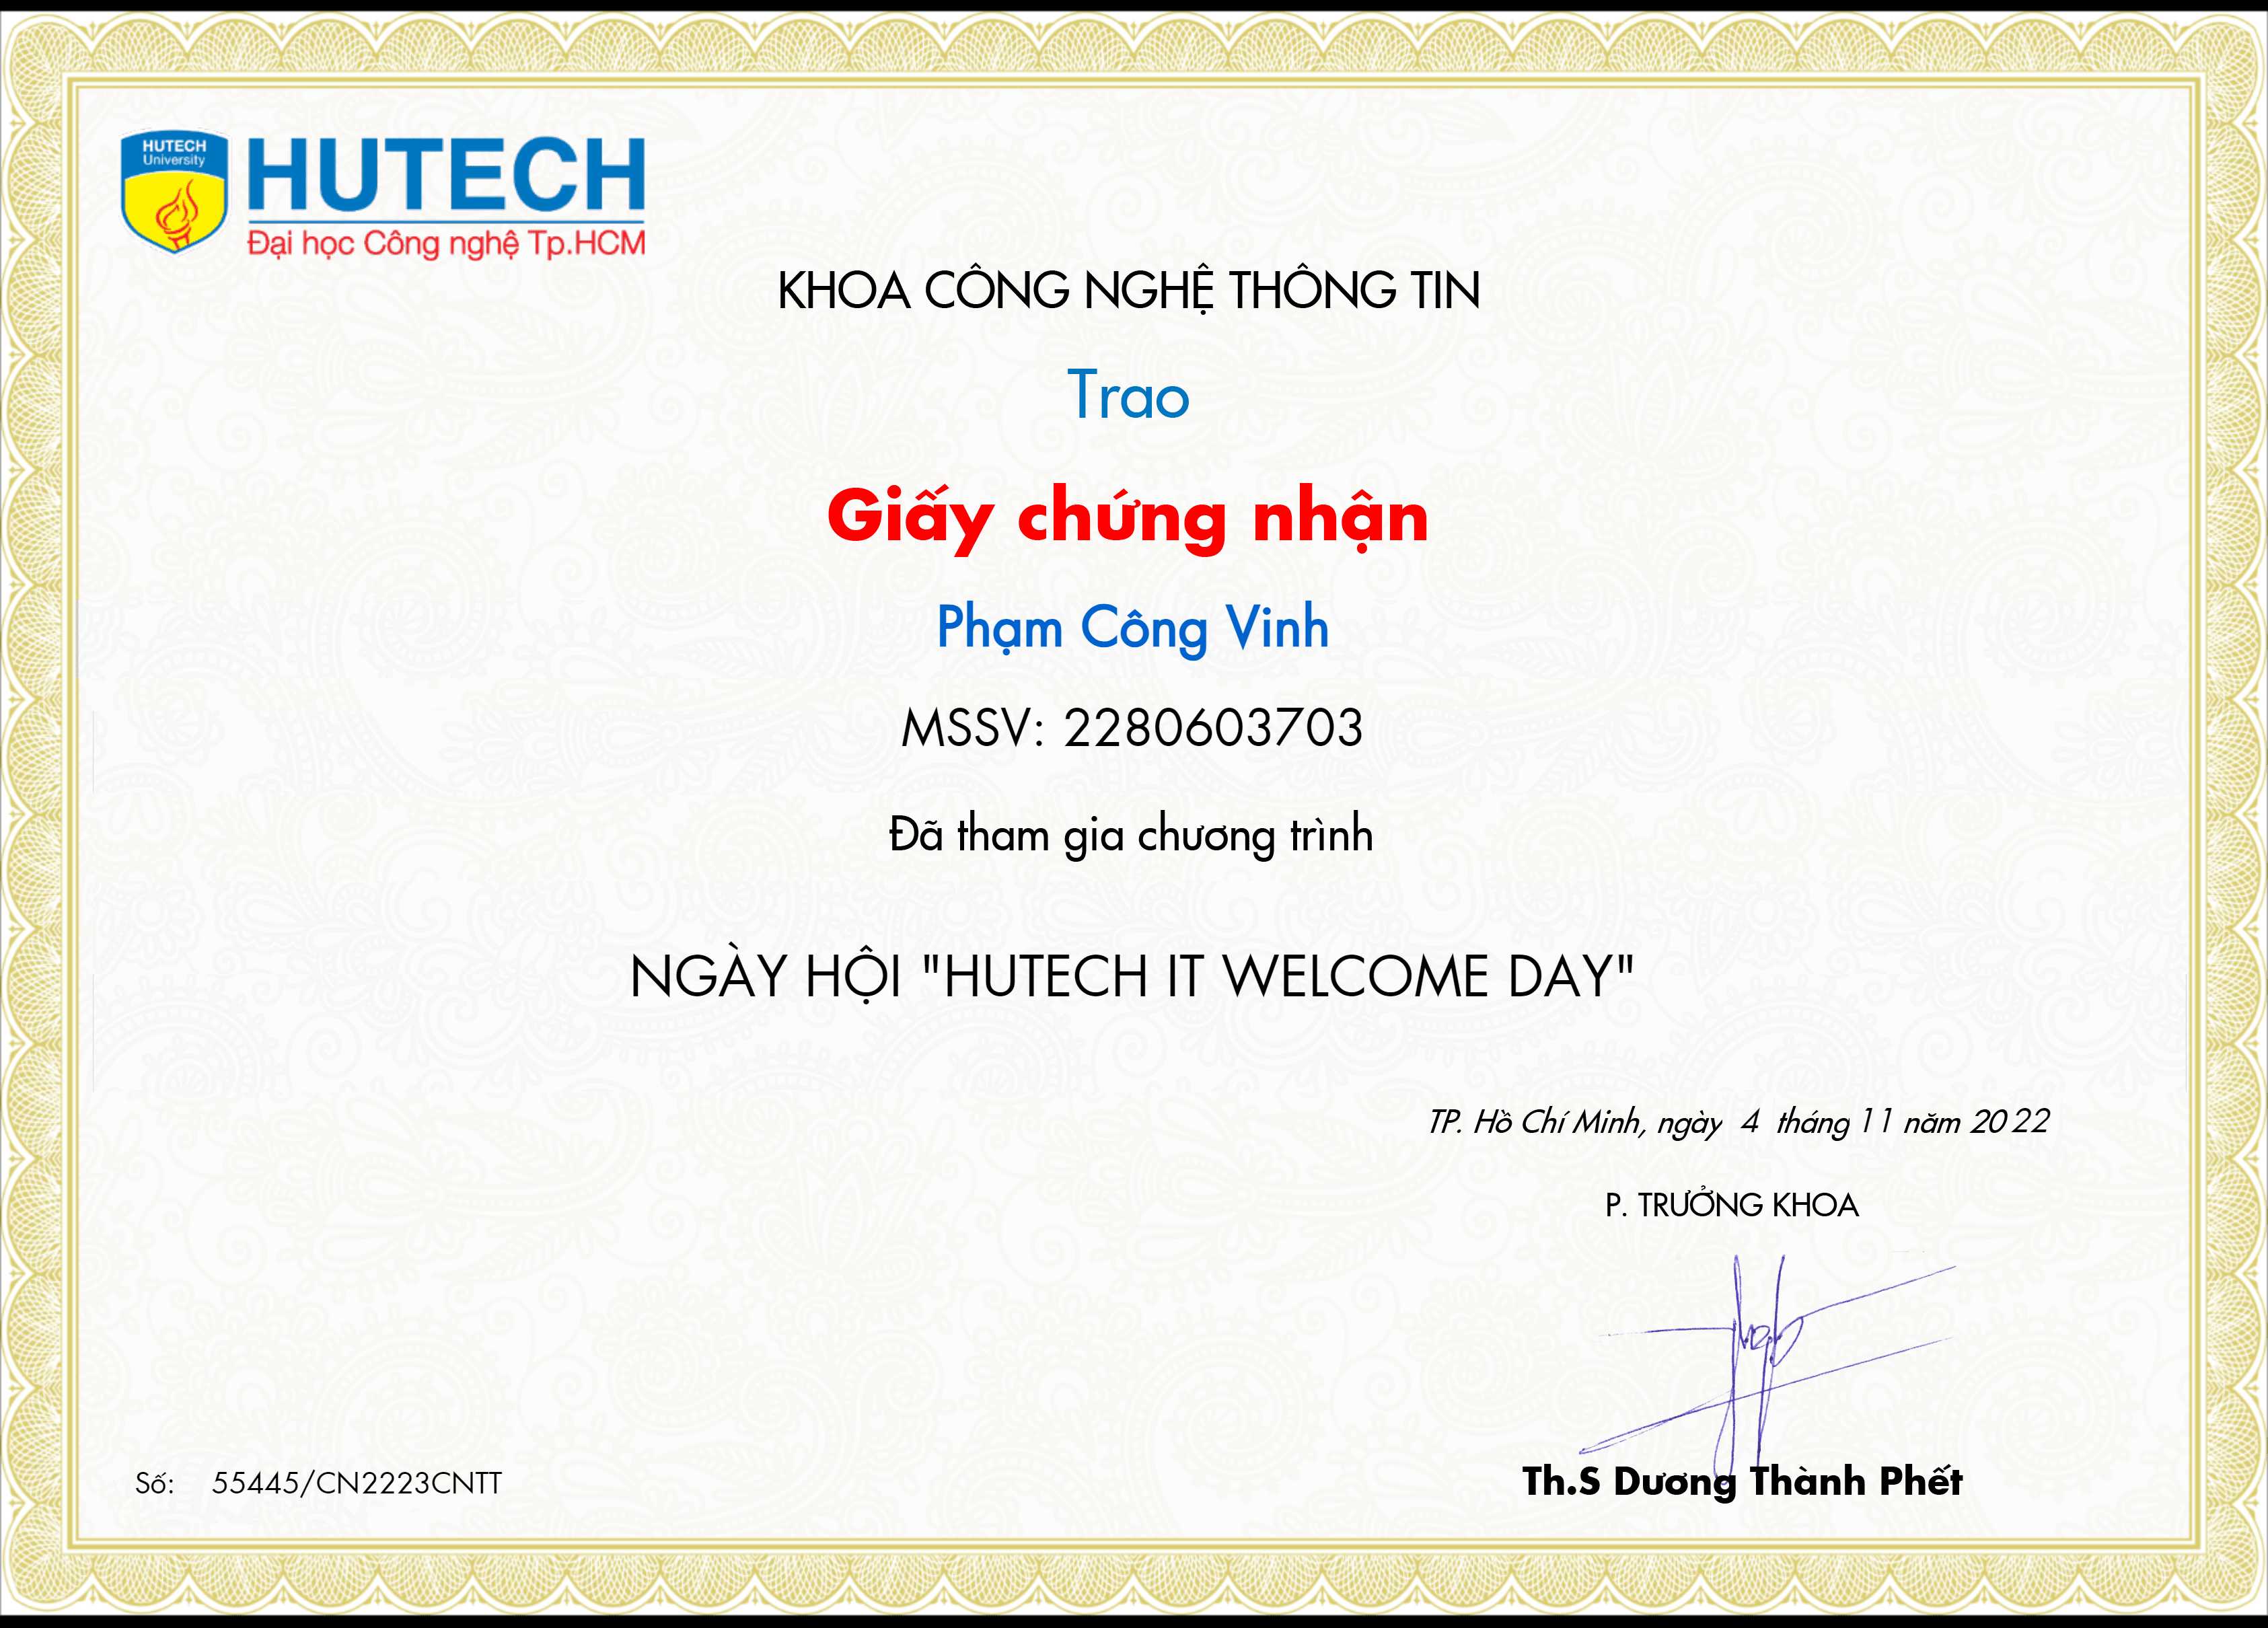 HUTECH
University
HUTECH
Đại học Công nghệ Tp.HCM
KHOA CÔNG NGHỆ THÔNG TIN
Trao
Giấy chứng nhận
Phạm Công Vinh
MSSV: 2280603703
Đã tham gia chương trình
NGÀY HỘI "HUTECH IT WELCOME DAY"
TP. Hồ Chí Minh, ngày 4 tháng 11 năm 2022
P. TRƯỞNG KHOA
Th.S Dương Thành Phết
Số: 55445/CN2223CNTT